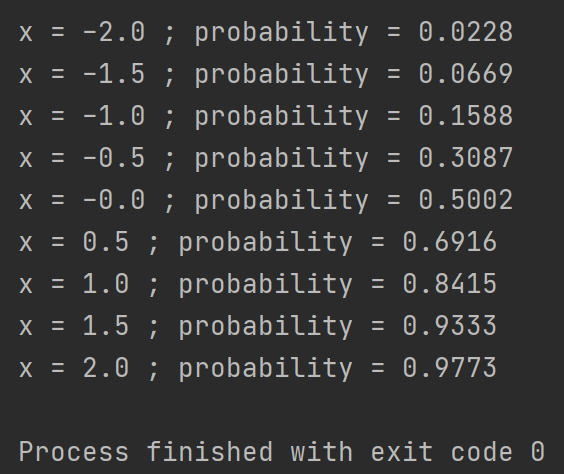 x = -2.0 ; probability = 0.0228
x = -1.5 ; probability = 0.0669
x = -1.0 ; probability = 0.1588
x = -0.5 ; probability = 0.3087
x = -0.0 ; probability = 0.5002
x = 0.5 ; probability = 0.6916
x = 1.0 ; probability = 0.8415
x = 1.5 ; probability = 0.9333
x = 2.0 ; probability = 0.9773
Process finished with exit code 0